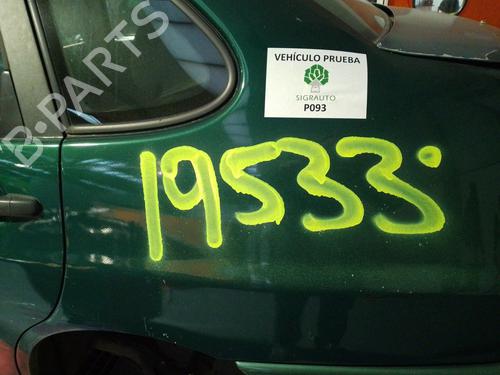 B-PARTS
VEHÍCULO PRUEBA
SIGRAUTO
P093
19533.